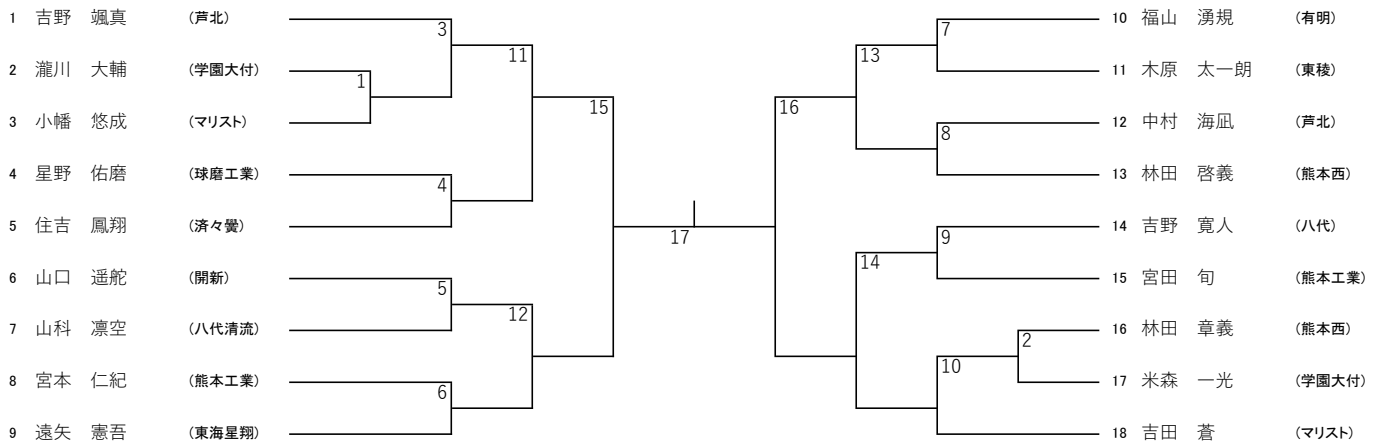 1 吉野 颯真 (芦北)
2 瀧川 大輔 (学園大付)
3 小幡 悠成 (マリスト)
4 星野 佑磨 (球磨工業)
5 住吉 鳳翔 (済々黌)
6 山口 遥舵 (開新)
7 山科 凛空 (八代清流)
8 宮本 仁紀 (熊本工業)
9 遠矢 憲吾 (東海星翔)
3
1
11
4
15
5
12
6
17
16
13
7
8
14
9
2
10
10 福山 湧規 (有明)
11 木原 太一朗 (東稜)
12 中村 海凪 (芦北)
13 林田 啓義 (熊本西)
14 吉野 寛人 (八代)
15 宮田 旬 (熊本工業)
16 林田 章義 (熊本西)
17 米森 一光 (学園大付)
18 吉田 蒼 (マリスト)